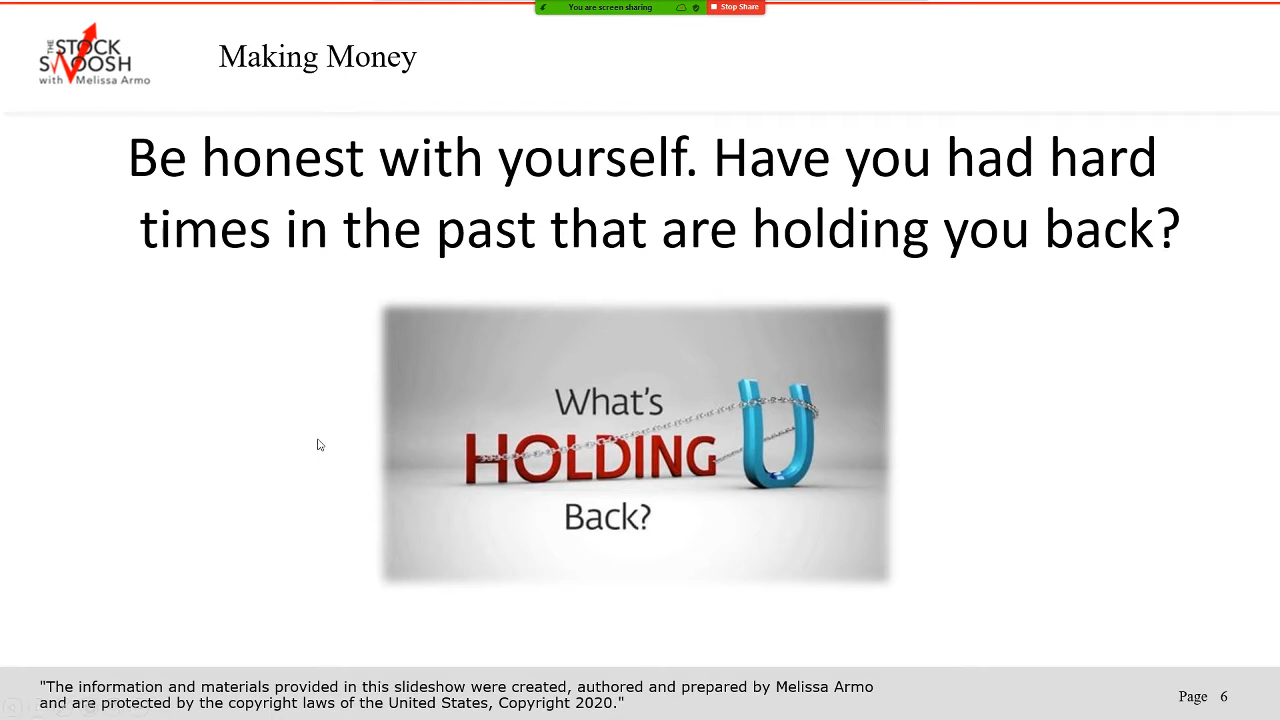 You are screen sharing
Stop Share
THE STOCK
SWOOSH
with Melissa Armo
Making Money
Be honest with yourself. Have you had hard
times in the past that are holding you back?
What's
HOLDING U
Back?
"The information and materials provided in this slideshow were created, authored and prepared by Melissa Armo
and are protected by the copyright laws of the United States, Copyright 2020."
Page 6